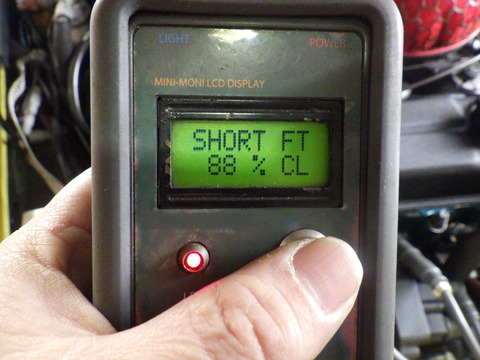 LIGHT POWER
MINI-MONI LCD DISPLAY
SHORT FT
88 % CL